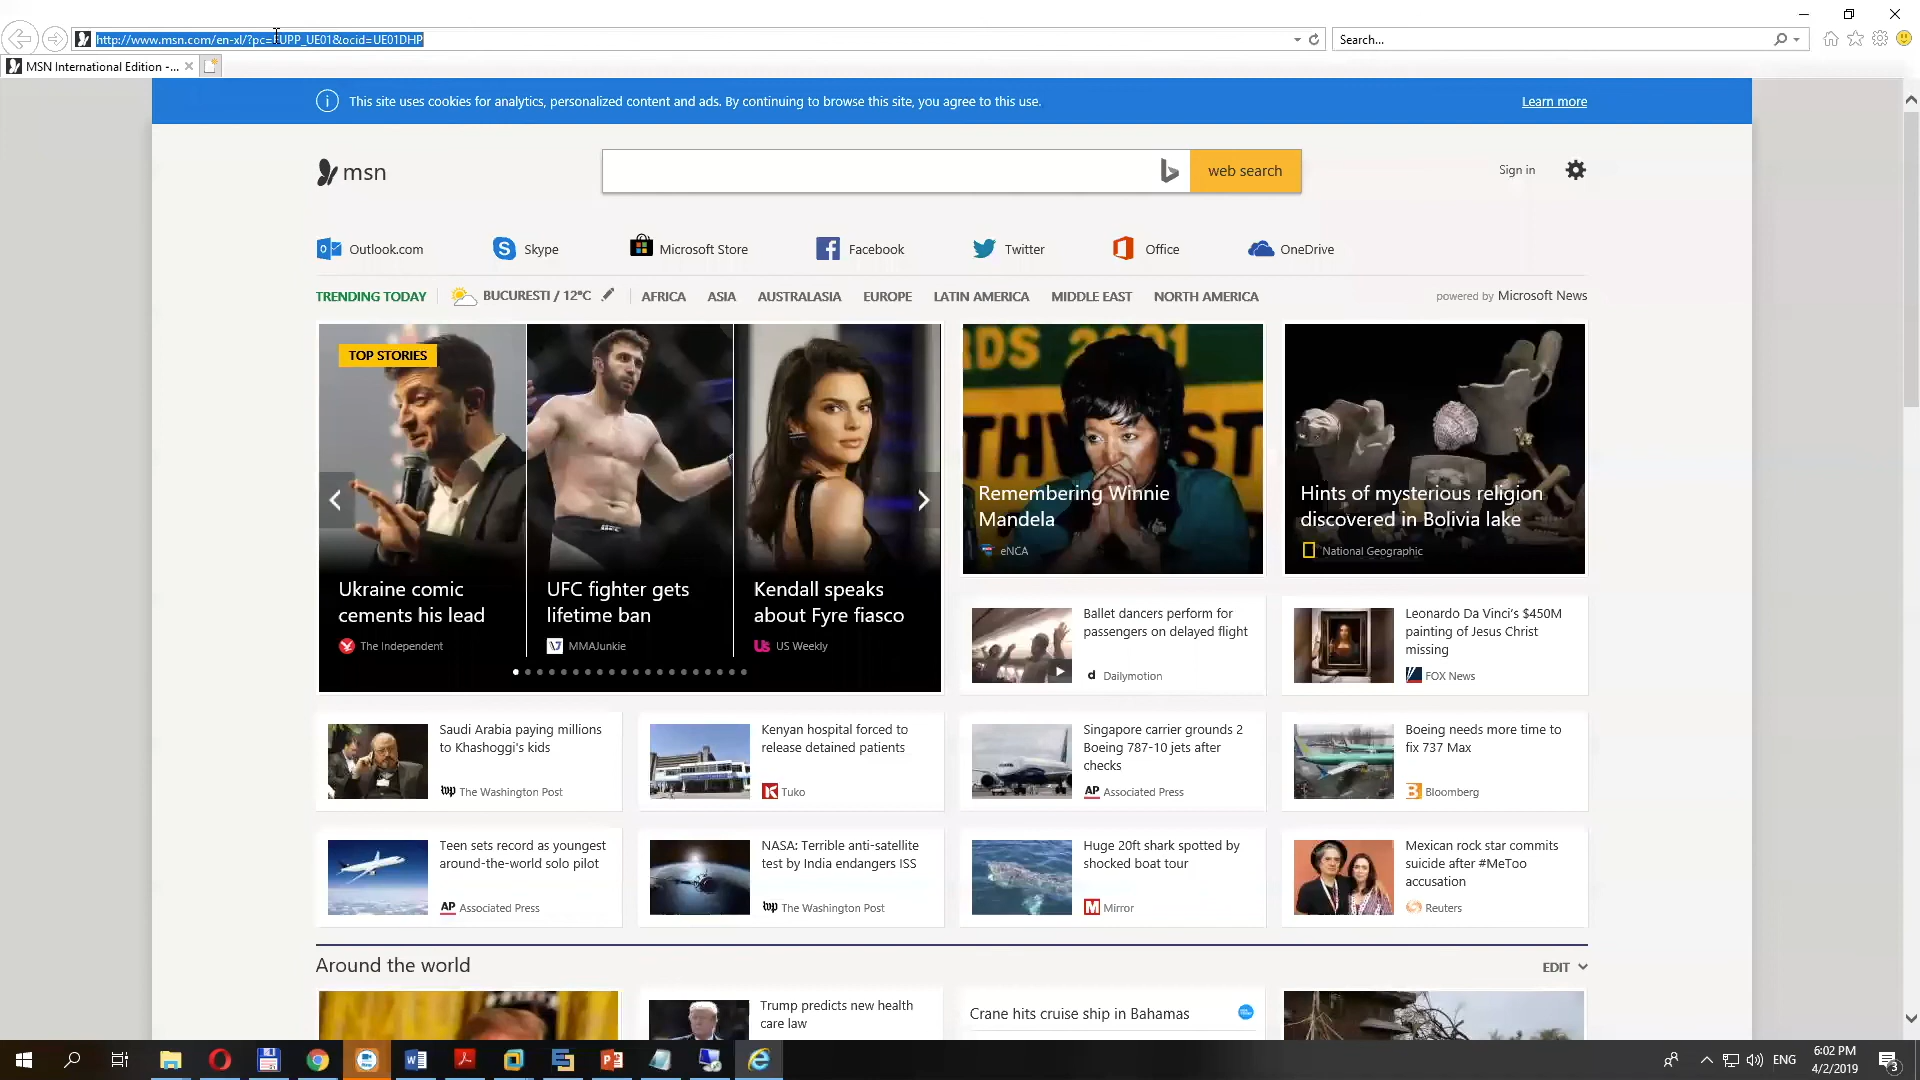 http://www.msn.com/en-xl/?pc=EUPP_UE01&ocid=UE01DHP
Search...
MSN International Edition -...
This site uses cookies for analytics, personalized content and ads. By continuing to browse this site, you agree to this use.
Learn more
msn
web search
Sign in
Outlook.com
Skype
Microsoft Store
Facebook
Twitter
Office
OneDrive
TRENDING TODAY
BUCURESTI / 12°C
AFRICA
ASIA
AUSTRALASIA
EUROPE
LATIN AMERICA
MIDDLE EAST
NORTH AMERICA
powered by Microsoft News
TOP STORIES
Ukraine comic
cements his lead
The Independent
UFC fighter gets
lifetime ban
MMAJunkie
Kendall speaks
about Fyre fiasco
US Weekly
Remembering Winnie
Mandela
eNCA
Hints of mysterious religion
discovered in Bolivia lake
National Geographic
Ballet dancers perform for
passengers on delayed flight
Dailymotion
Leonardo Da Vinci's $450M
painting of Jesus Christ
missing
FOX News
Saudi Arabia paying millions
to Khashoggi's kids
The Washington Post
Kenyan hospital forced to
release detained patients
Tuko
Singapore carrier grounds 2
Boeing 787-10 jets after
checks
AP Associated Press
Boeing needs more time to
fix 737 Max
Bloomberg
Teen sets record as youngest
around-the-world solo pilot
AP Associated Press
NASA: Terrible anti-satellite
test by India endangers ISS
The Washington Post
Huge 20ft shark spotted by
shocked boat tour
Mirror
Mexican rock star commits
suicide after #MeToo
accusation
Reuters
Around the world
EDIT
Trump predicts new health
care law
Crane hits cruise ship in Bahamas
ENG
6:02 PM
4/2/2019
3